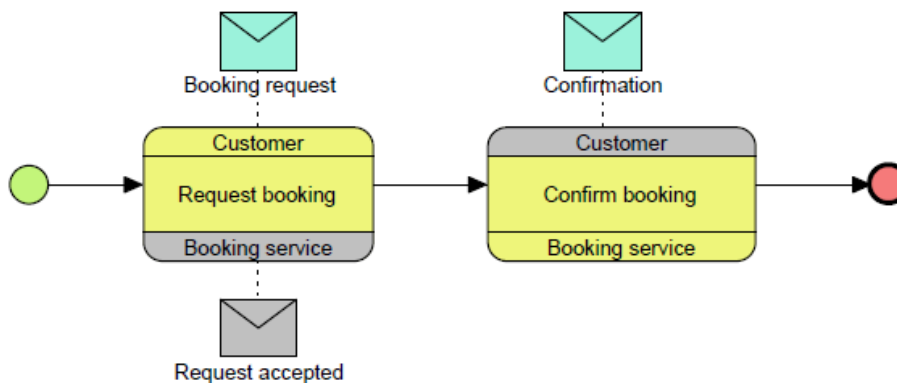 Booking request
Confirmation
Customer
Customer
Request booking
Confirm booking
Booking service
Booking service
Request accepted